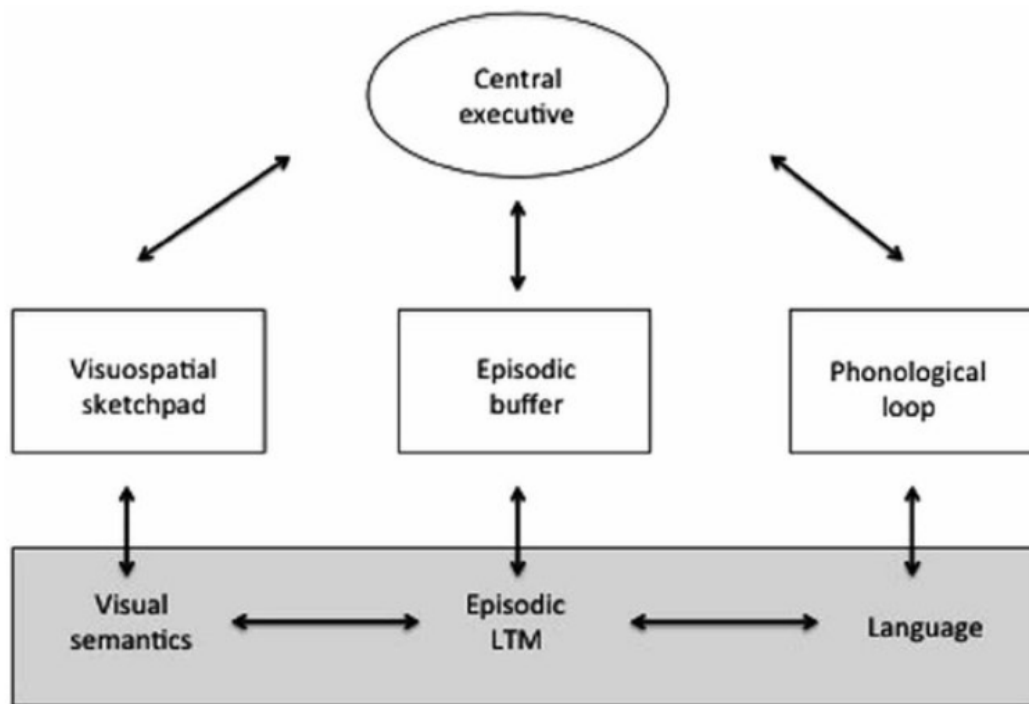 Central
executive
Visuospatial
sketchpad
Episodic
buffer
Phonological
loop
Visual
semantics
Episodic
LTM
Language